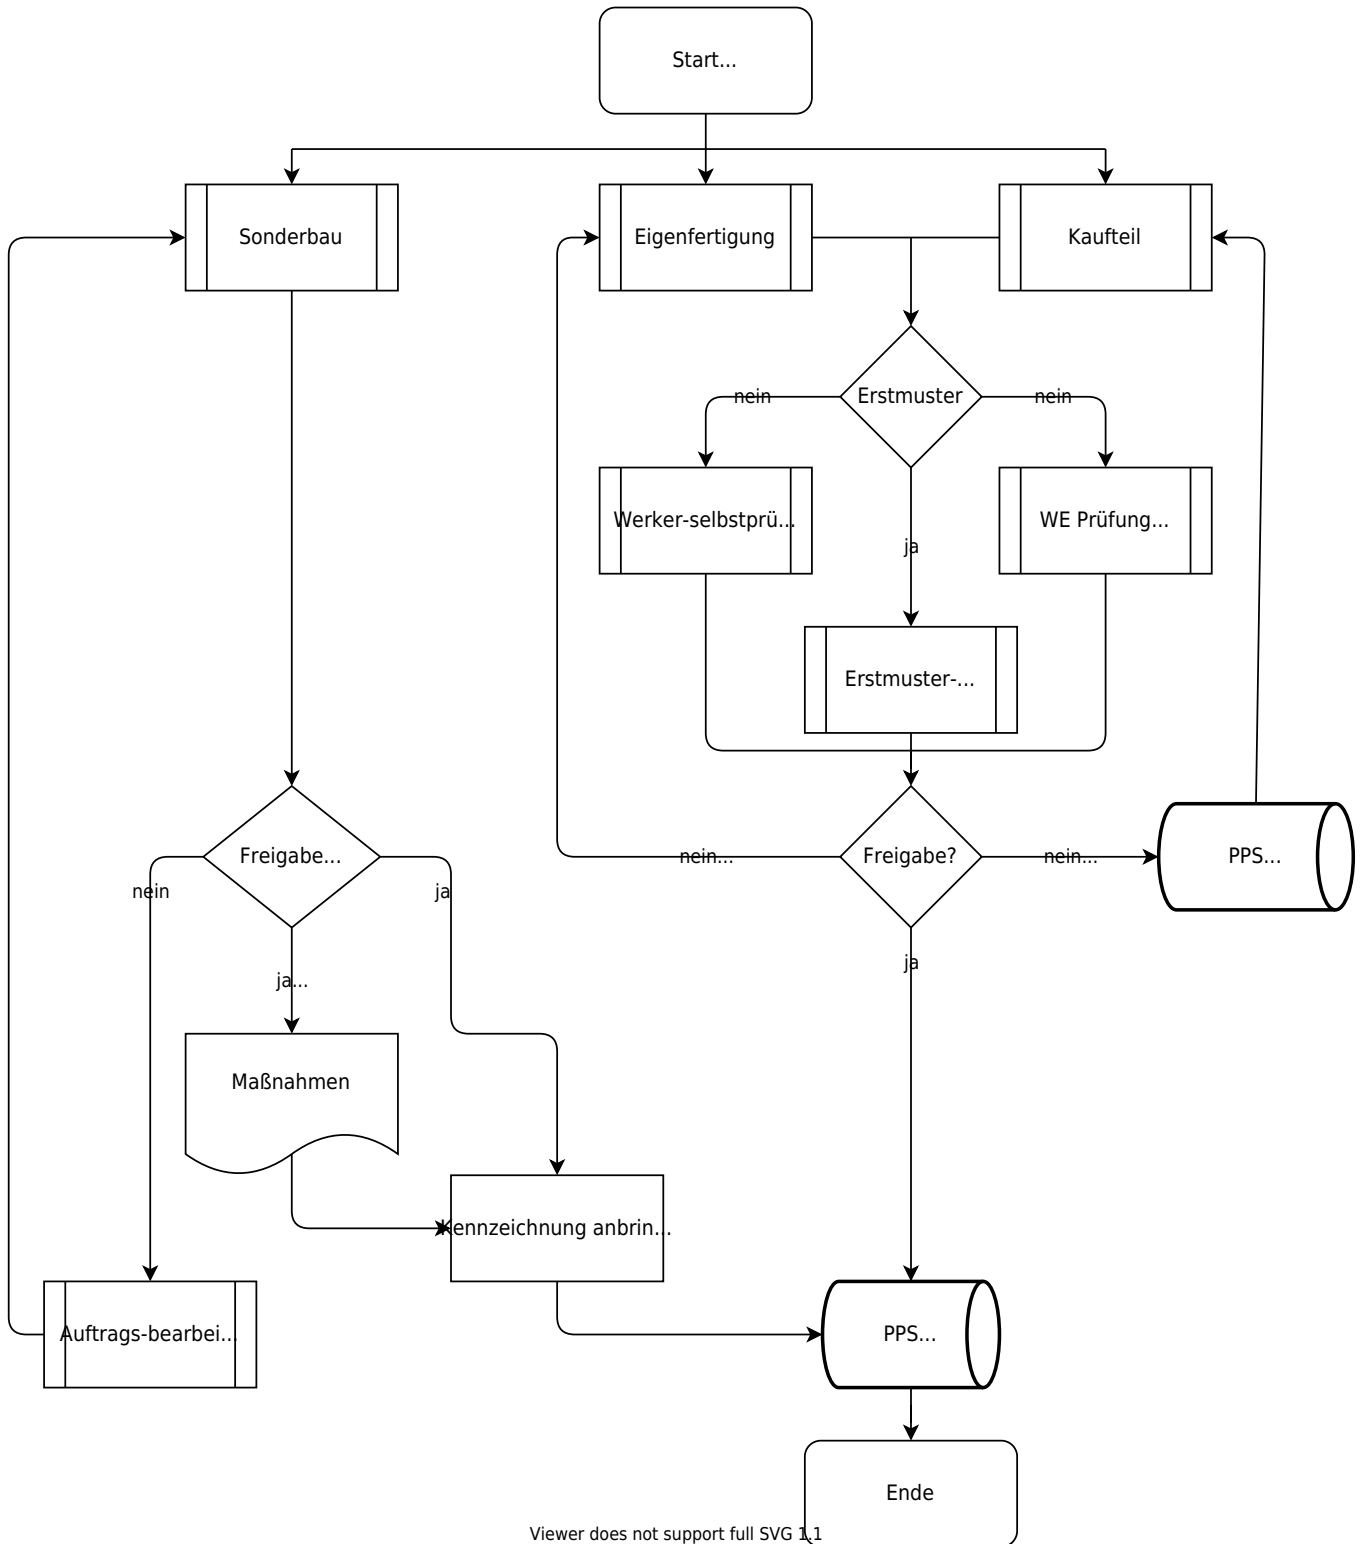 Start...
Sonderbau
Eigenfertigung
Kaufteil
nein
Erstmuster
nein
Werker-selbstprü...
WE Prüfung...
ja
Erstmuster-...
Freigabe...
nein...
Freigabe?
nein...
PPS...
nein
ja
ja...
ja
Maßnahmen
Kennzeichnung anbrin...
Auftrags-bearbei...
PPS...
Ende
Viewer does not support full SVG 1.1